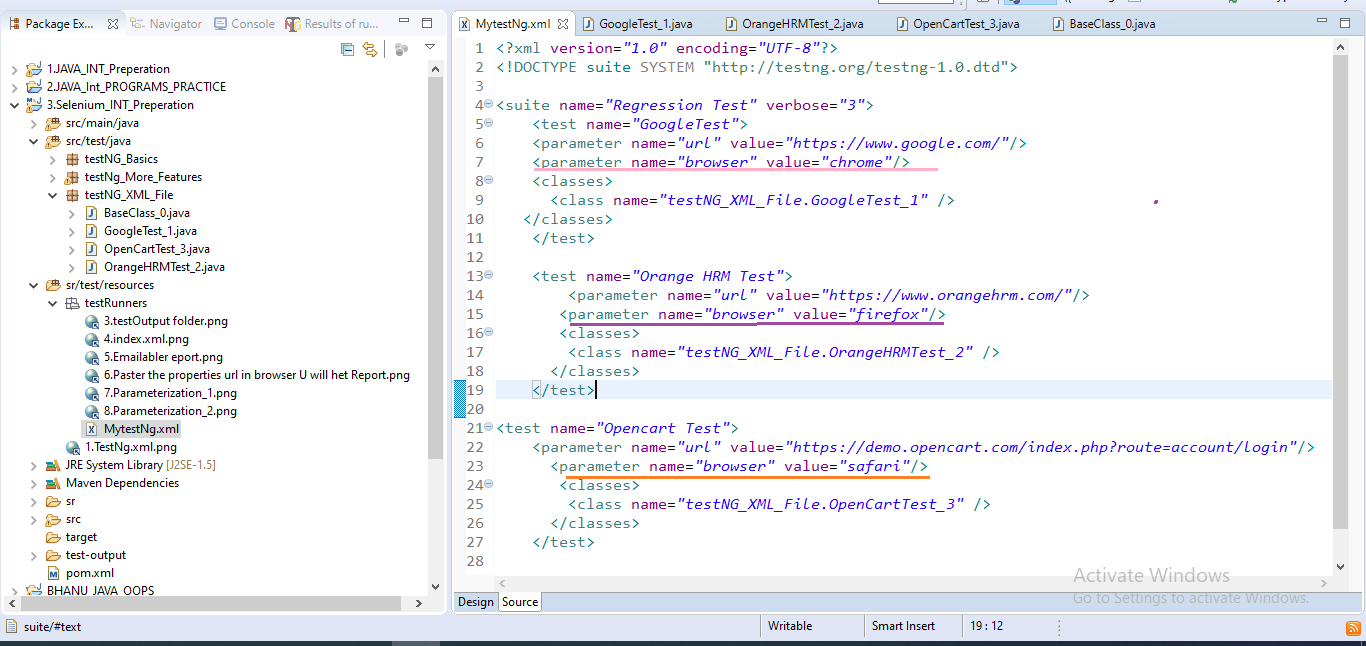 Package Ex...
Navigator
Console
Results of ru...
1.JAVA_INT_Preperation
2.JAVA_Int_PROGRAMS_PRACTICE
3.Selenium_INT_Preperation
src/main/java
src/test/java
testNG_Basics
testNg_More_Features
testNG_XML_File
BaseClass_0.java
GoogleTest_1.java
OpenCartTest_3.java
OrangeHRMTest_2.java
sr/test/resources
testRunners
3.testOutput folder.png
4.index.xml.png
5.Emailabler eport.png
6.Paster the properties url in browser U will het Report.png
7.Parameterization_1.png
8.Parameterization_2.png
MytestNg.xml
1.TestNg.xml.png
JRE System Library [J2SE-1.5]
Maven Dependencies
sr
src
target
test-output
pom.xml
BHANU_JAVA_OOPS
MytestNg.xml
GoogleTest_1.java
OrangeHRMTest_2.java
OpenCartTest_3.java
BaseClass_0.java
1 <?xml version="1.0" encoding="UTF-8"?>
2 <!DOCTYPE suite SYSTEM "http://testng.org/testng-1.0.dtd">
3
4 <suite name="Regression Test" verbose="3">
5 <test name="GoogleTest">
6 <parameter name="url" value="https://www.google.com/"/>
7 <parameter name="browser" value="chrome"/>
8 <classes>
9 <class name="testNG_XML_File.GoogleTest_1" />
10 </classes>
11 </test>
12
13 <test name="Orange HRM Test">
14 <parameter name="url" value="https://www.orangehrm.com/"/>
15 <parameter name="browser" value="firefox"/>
16 <classes>
17 <class name="testNG_XML_File.OrangeHRMTest_2" />
18 </classes>
19 </test>
20
21 <test name="Opencart Test">
22 <parameter name="url" value="https://demo.opencart.com/index.php?route=account/login"/>
23 <parameter name="browser" value="safari"/>
24 <classes>
25 <class name="testNG_XML_File.OpenCartTest_3" />
26 </classes>
27 </test>
28
Activate Windows
Go to Settings to activate Windows.
Design
Source
suite/#text
Writable
Smart Insert
19 : 12